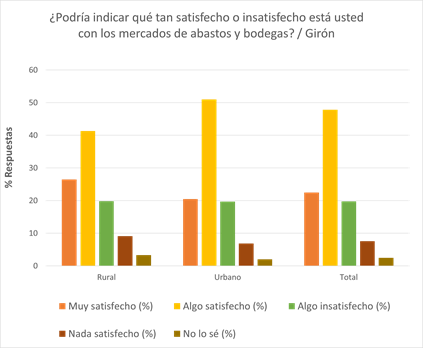 ¿Podría indicar qué tan satisfecho o insatisfecho está usted
con los mercados de abastos y bodegas? / Girón
% Respuestas
60
50
40
30
20
10
0
Rural Urbano Total
Muy satisfecho (%) Algo satisfecho (%) Algo insatisfecho (%)
Nada satisfecho (%) No lo sé (%)